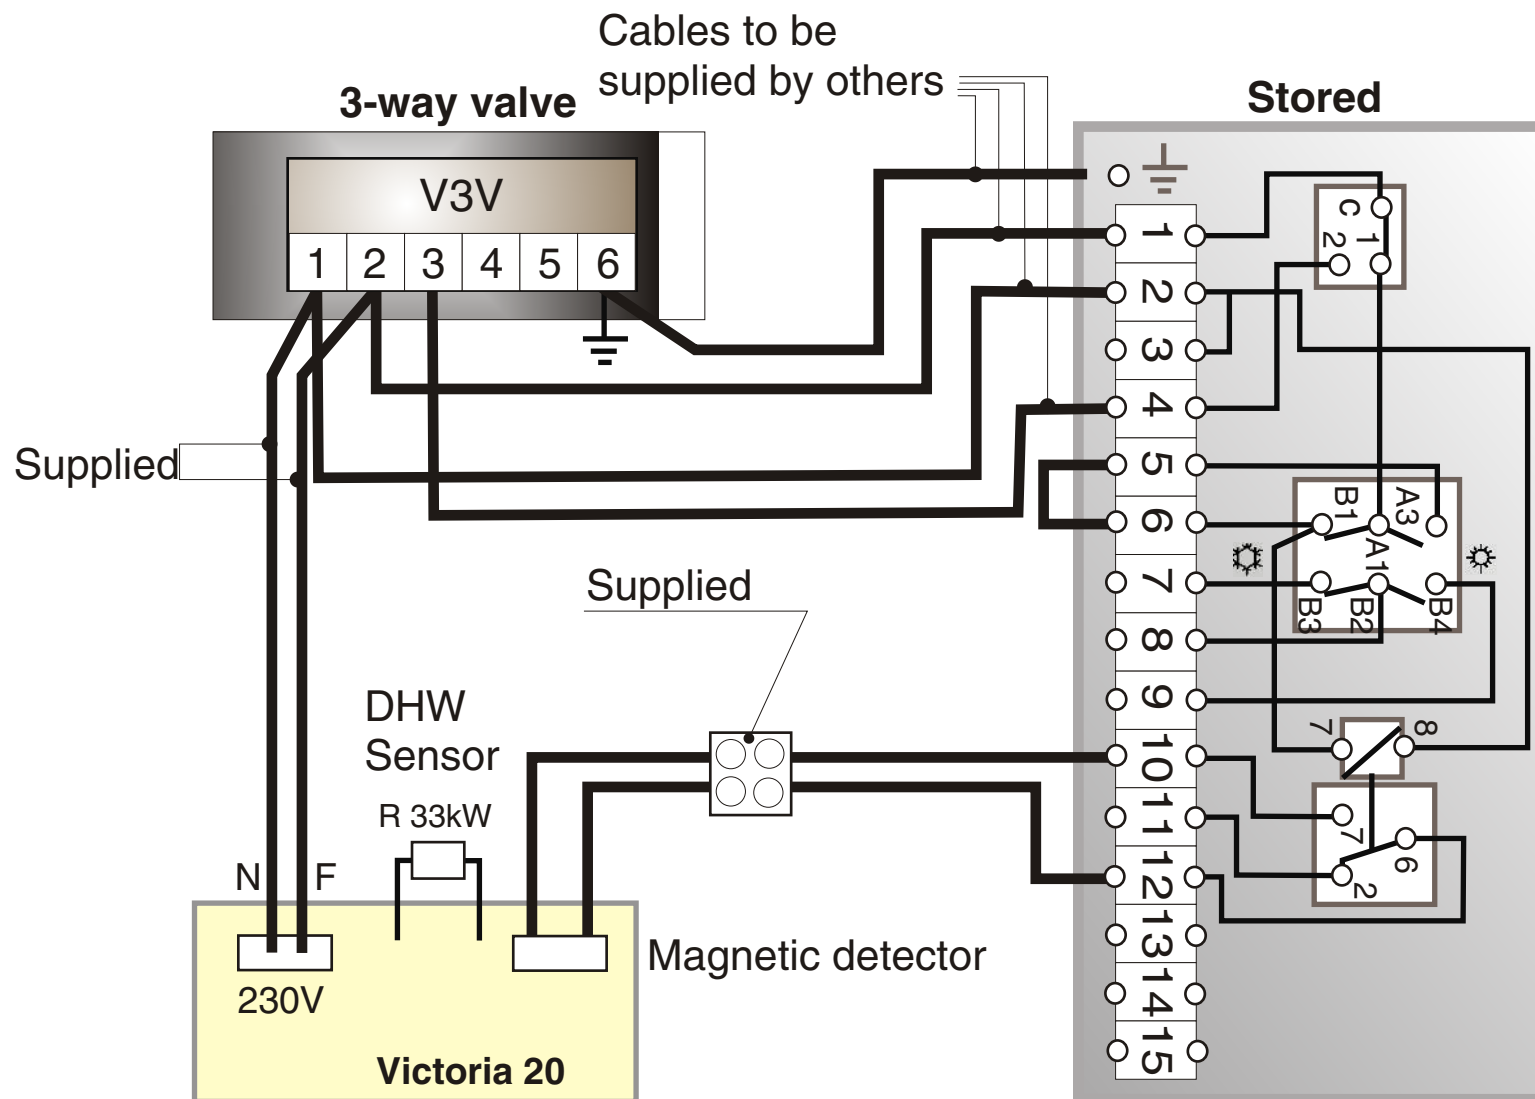 Cables to be
supplied by others
3-way valve
Stored
V3V
1 2 3 4 5 6
Supplied
Supplied
DHW
Sensor
R 33kW
N F
230V
Magnetic detector
Victoria 20
1
2
3
4
5
6
7
8
9
10
11
12
13
14
15
C
2 1
B1 A3
A1
B3 B2 B4
7 8
7
6
2